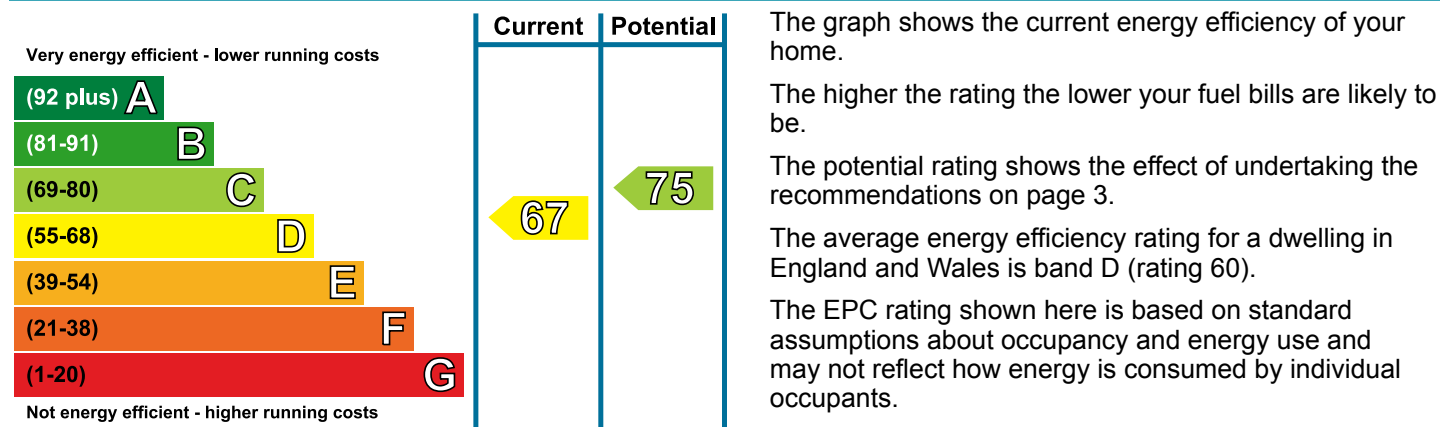 Current Potential
Very energy efficient - lower running costs
(92 plus) A
(81-91) B
(69-80) C
(55-68) D
(39-54) E
(21-38) F
(1-20) G
Not energy efficient - higher running costs
67
75
The graph shows the current energy efficiency of your
home.
The higher the rating the lower your fuel bills are likely to
be.
The potential rating shows the effect of undertaking the
recommendations on page 3.
The average energy efficiency rating for a dwelling in
England and Wales is band D (rating 60).
The EPC rating shown here is based on standard
assumptions about occupancy and energy use and
may not reflect how energy is consumed by individual
occupants.